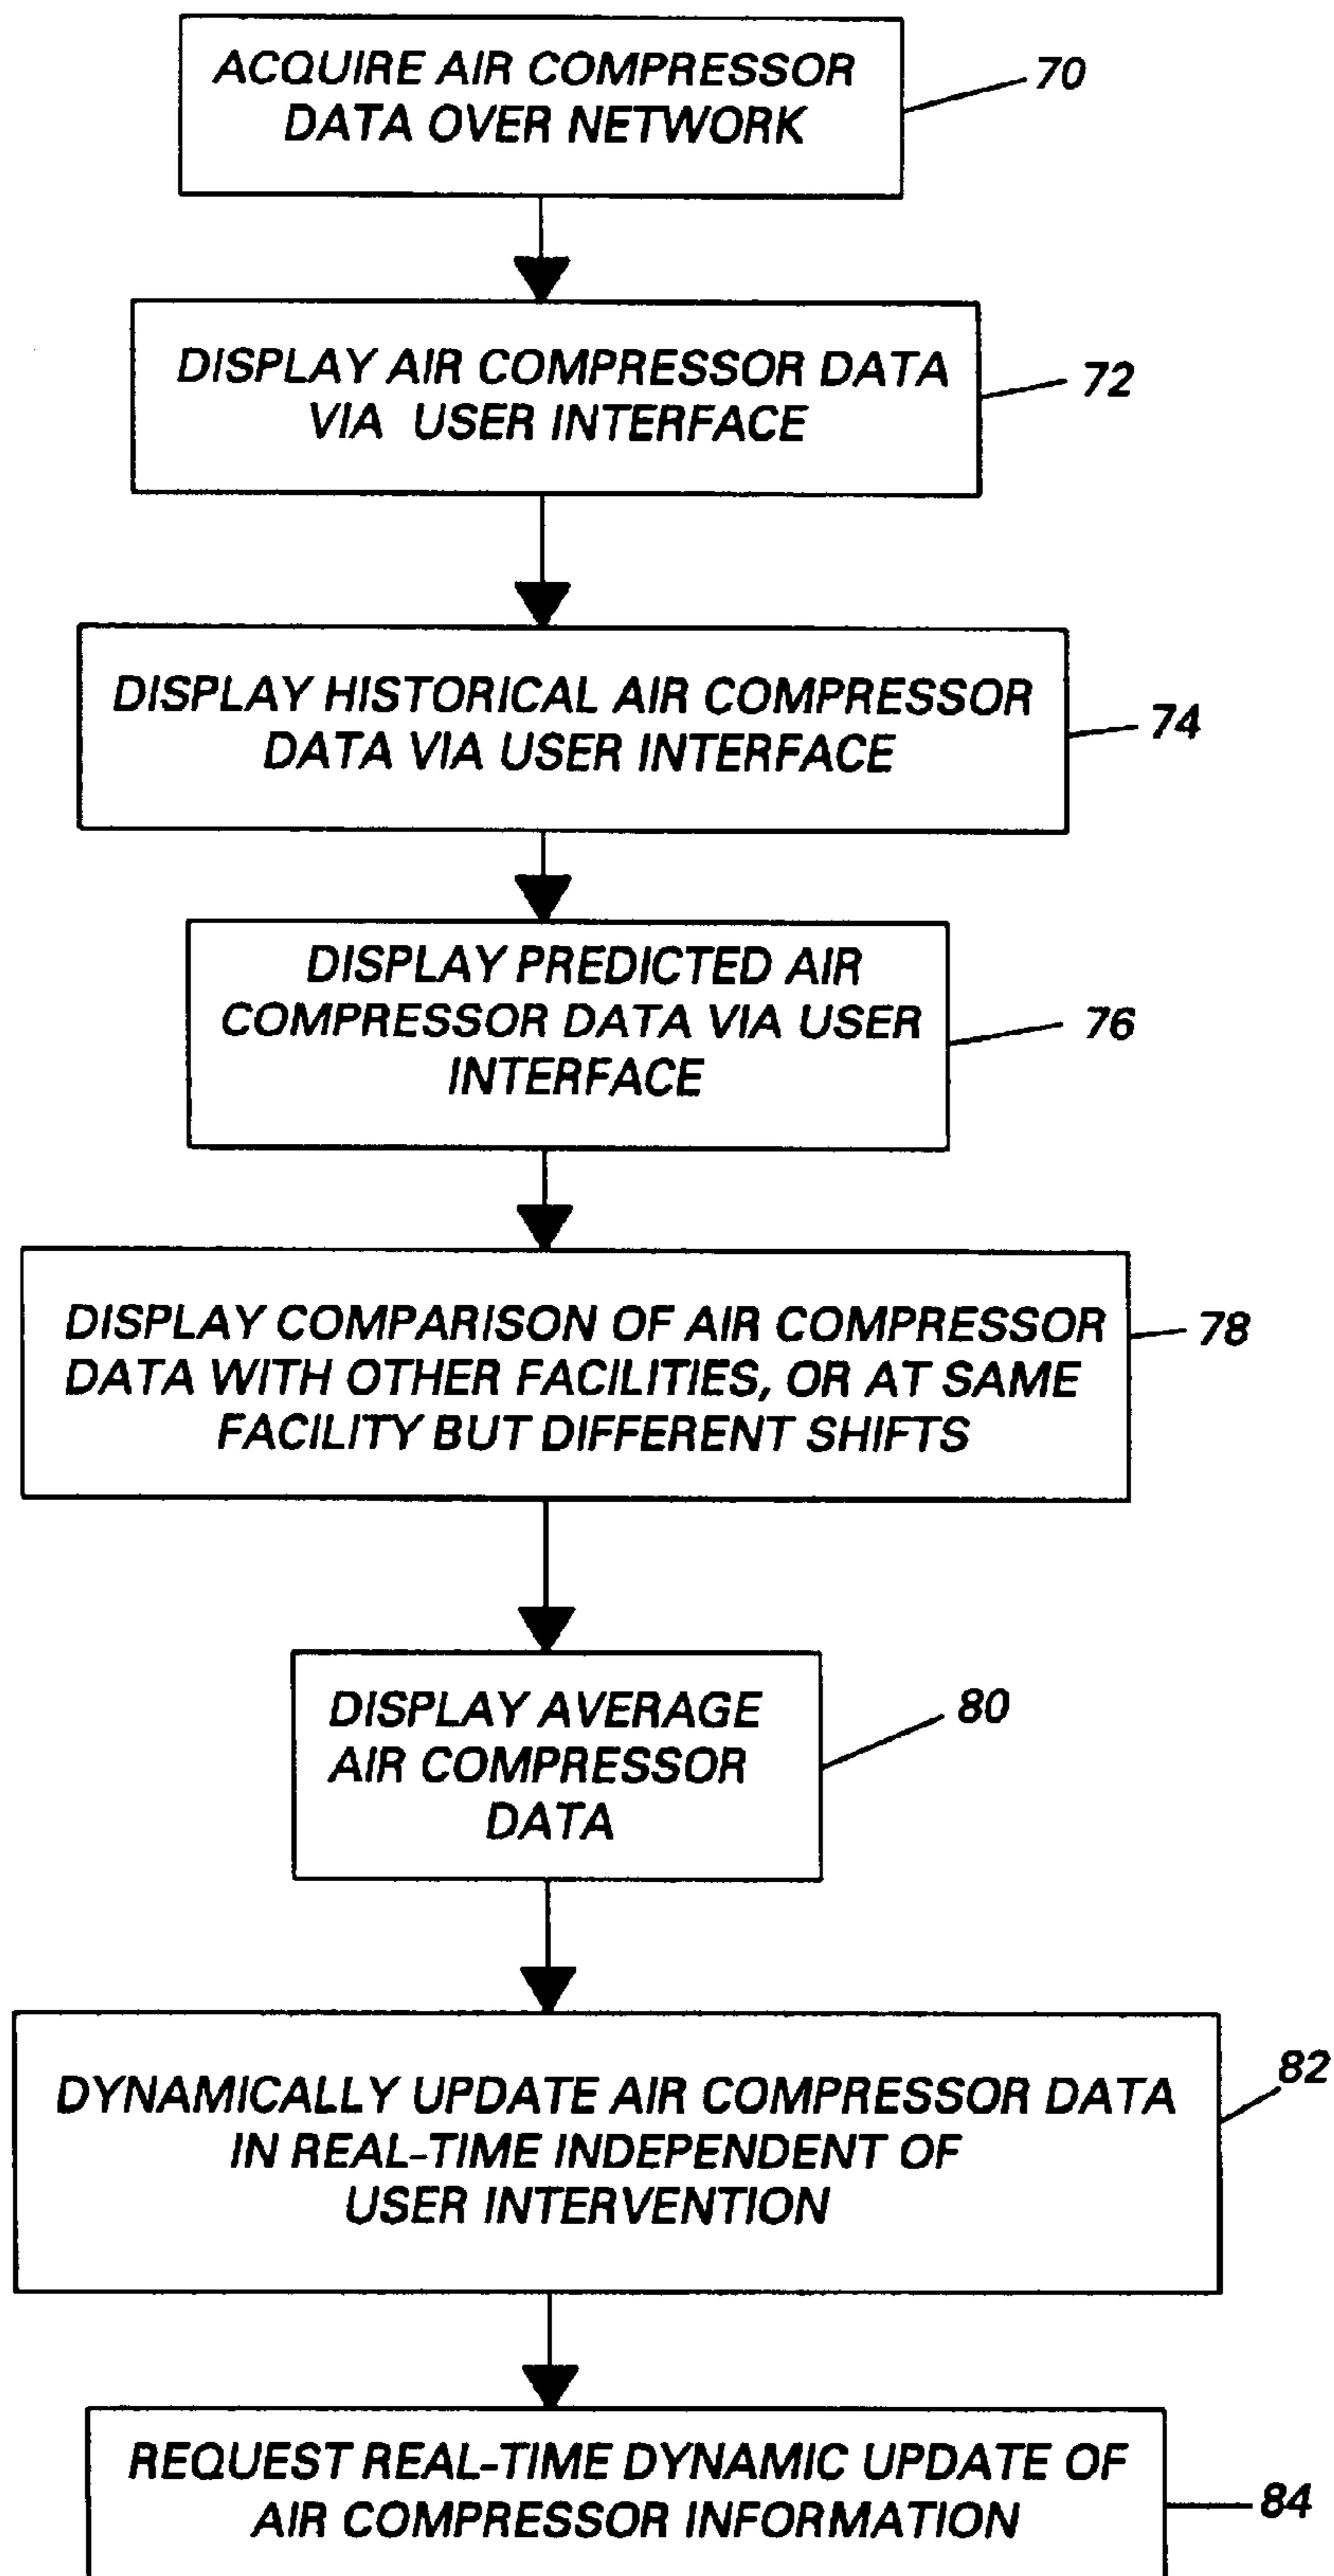 ACQUIRE AIR COMPRESSOR
DATA OVER NETWORK
70
DISPLAY AIR COMPRESSOR DATA
VIA USER INTERFACE
72
DISPLAY HISTORICAL AIR COMPRESSOR
DATA VIA USER INTERFACE
74
DISPLAY PREDICTED AIR
COMPRESSOR DATA VIA USER
INTERFACE
76
DISPLAY COMPARISON OF AIR COMPRESSOR
DATA WITH OTHER FACILITIES, OR AT SAME
FACILITY BUT DIFFERENT SHIFTS
78
DISPLAY AVERAGE
AIR COMPRESSOR
DATA
80
DYNAMICALLY UPDATE AIR COMPRESSOR DATA
IN REAL-TIME INDEPENDENT OF
USER INTERVENTION
82
REQUEST REAL-TIME DYNAMIC UPDATE OF
AIR COMPRESSOR INFORMATION
84